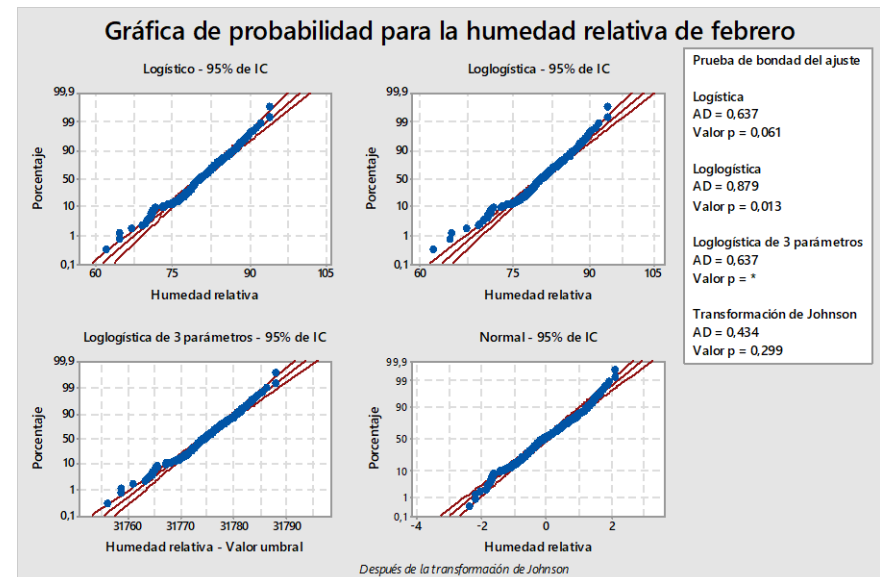 Gráfica de probabilidad para la humedad relativa de febrero
Logístico - 95% de IC
99,9
99
90
50
10
1
0,1
Porcentaje
60 75 90 105
Humedad relativa
Loglogística - 95% de IC
99,9
99
90
50
10
1
0,1
Porcentaje
60 75 90 105
Humedad relativa
Loglogística de 3 parámetros - 95% de IC
99,9
99
90
50
10
1
0,1
Porcentaje
31760 31770 31780 31790
Humedad relativa - Valor umbral
Normal - 95% de IC
99,9
99
90
50
10
1
0,1
Porcentaje
-4 -2 0 2
Humedad relativa
Después de la transformación de Johnson
Prueba de bondad del ajuste
Logística
AD = 0,637
Valor p = 0,061
Loglogística
AD = 0,879
Valor p = 0,013
Loglogística de 3 parámetros
AD = 0,637
Valor p = *
Transformación de Johnson
AD = 0,434
Valor p = 0,299